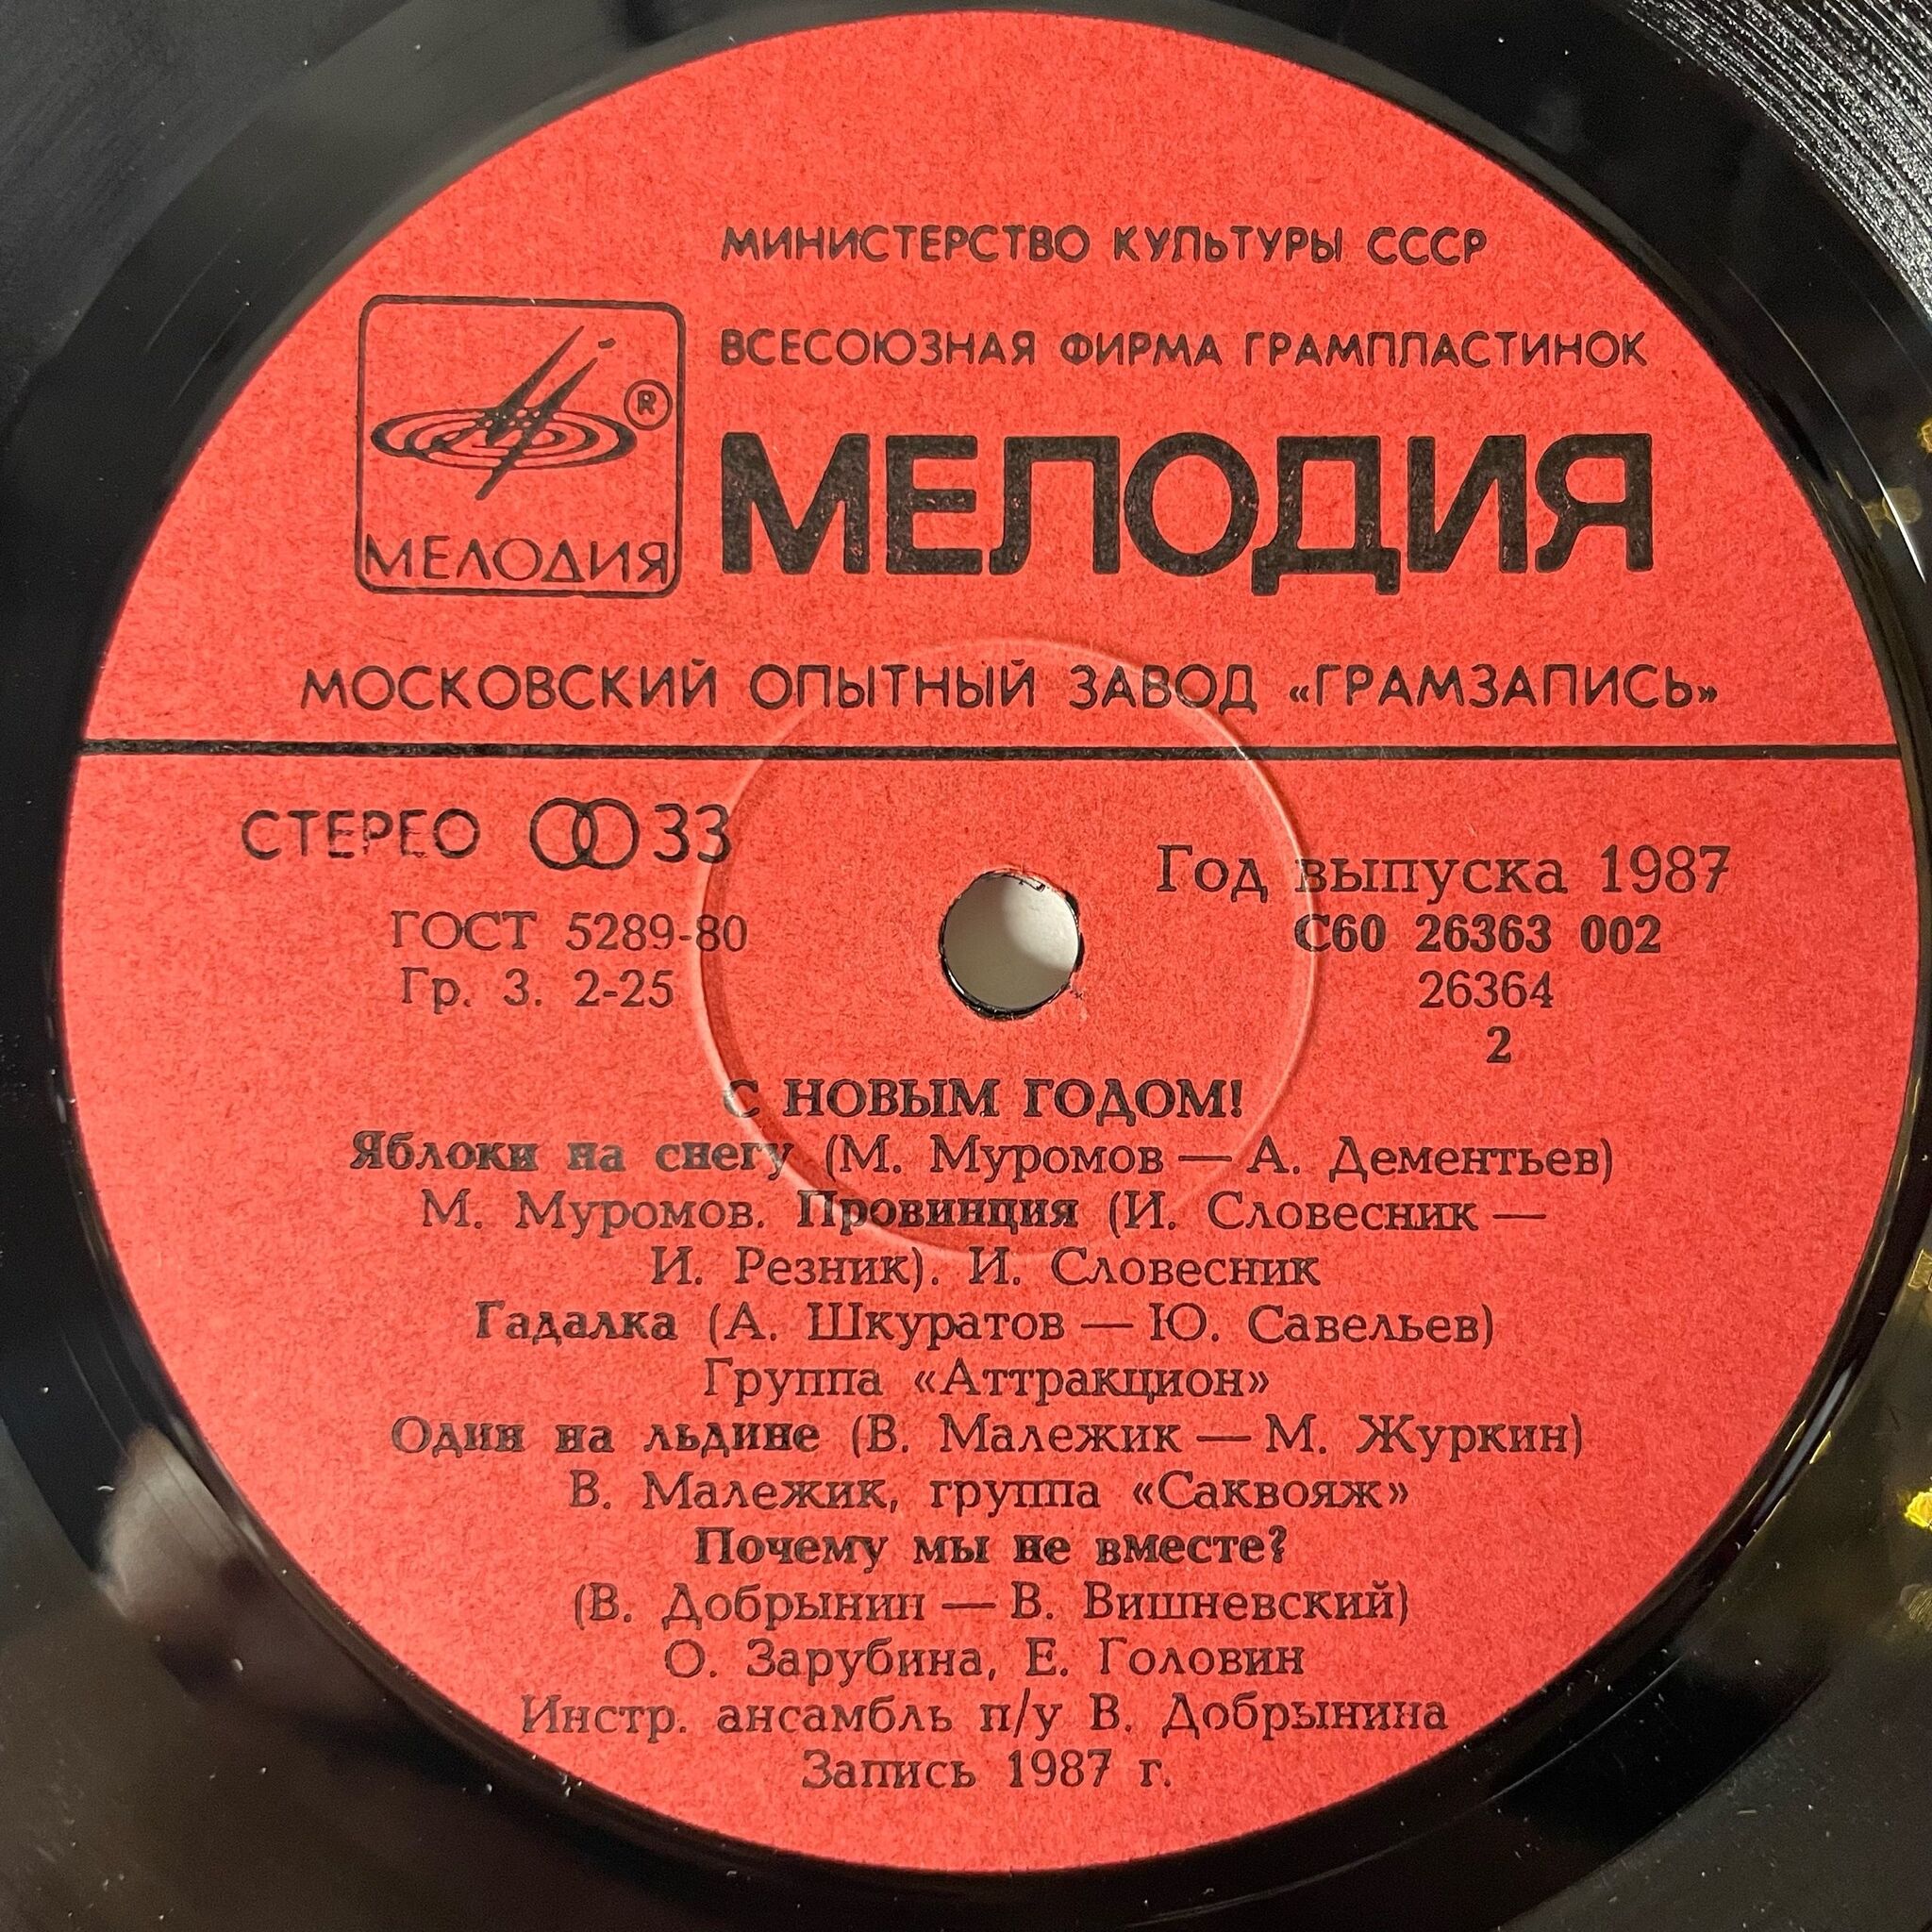 МИНИСТЕРСТВО КУЛЬТУРЫ СССР
ВСЕСОЮЗНАЯ ФИРМА ГРАМПЛАСТИНОК
®
МЕЛОДИЯ
МЕЛОДИЯ
МОСКОВСКИЙ ОПЫТНЫЙ ЗАВОД «ГРАМЗАПИСЬ»
СТЕРЕО 33
Год выпуска 1987
ГОСТ 5289-80
С60 26363 002
Гр. 3. 2-25
26364
2
С НОВЫМ ГОДОМ!
Яблоки на снегу (М. Муромов — А. Дементьев)
М. Муромов. Провинция (И. Словесник —
И. Резник). И. Словесник
Гадалка (А. Шкуратов — Ю. Савельев)
Группа «Аттракцион»
Один на льдине (В. Малежик — М. Журкин)
В. Малежик, группа «Саквояж»
Почему мы не вместе?
(В. Добрынин — В. Вишневский)
О. Зарубина, Е. Головин
Инстр. ансамбль п/у В. Добрынина
Запись 1987 г.